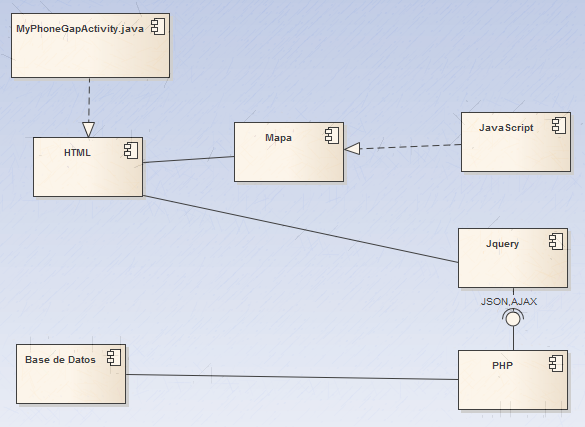 MyPhoneGapActivity.java
HTML
Mapa
JavaScript
Jquery
JSON,AJAX
Base de Datos
PHP